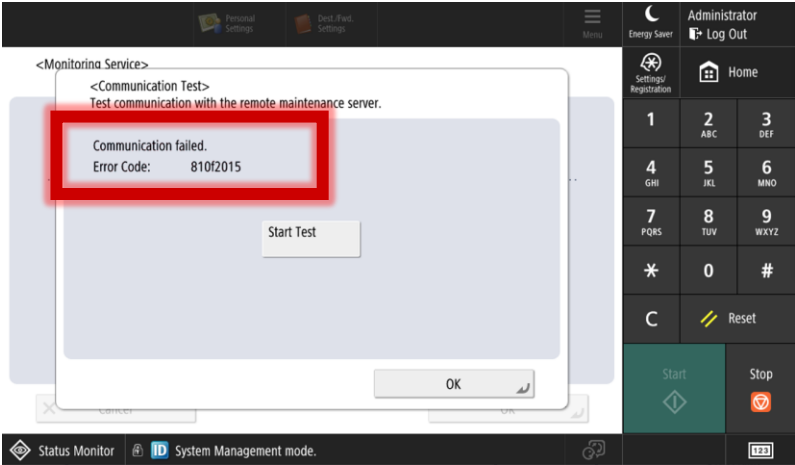 Personal
Settings
Dest./Fwd.
Settings
Menu
Energy Saver
Administrator
Log Out
<Monitoring Service>
<Communication Test>
Test communication with the remote maintenance server.
Settings/
Registration
Home
Communication failed.
Error Code: 810f2015
Start Test
1
2
ABC
3
DEF
4
GHI
5
JKL
6
MNO
7
PQRS
8
TUV
9
WXYZ
*
0
#
C
Reset
Start
Stop
OK
Cancel
OK
Status Monitor
ID
System Management mode.
123